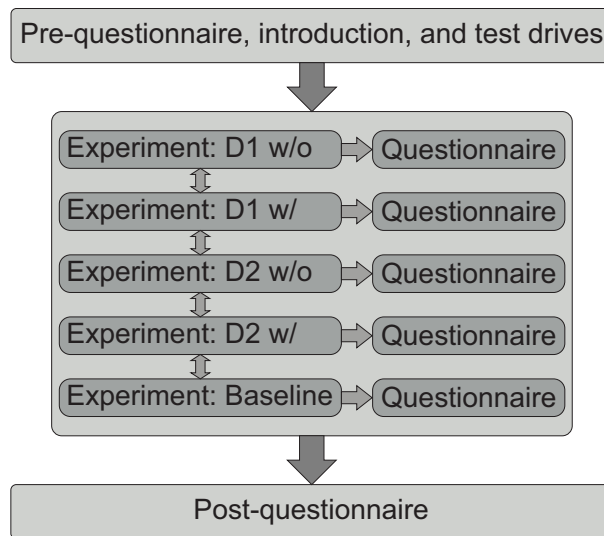 Pre-questionnaire, introduction, and test drives
Experiment: D1 w/o
Questionnaire
Experiment: D1 w/
Questionnaire
Experiment: D2 w/o
Questionnaire
Experiment: D2 w/
Questionnaire
Experiment: Baseline
Questionnaire
Post-questionnaire